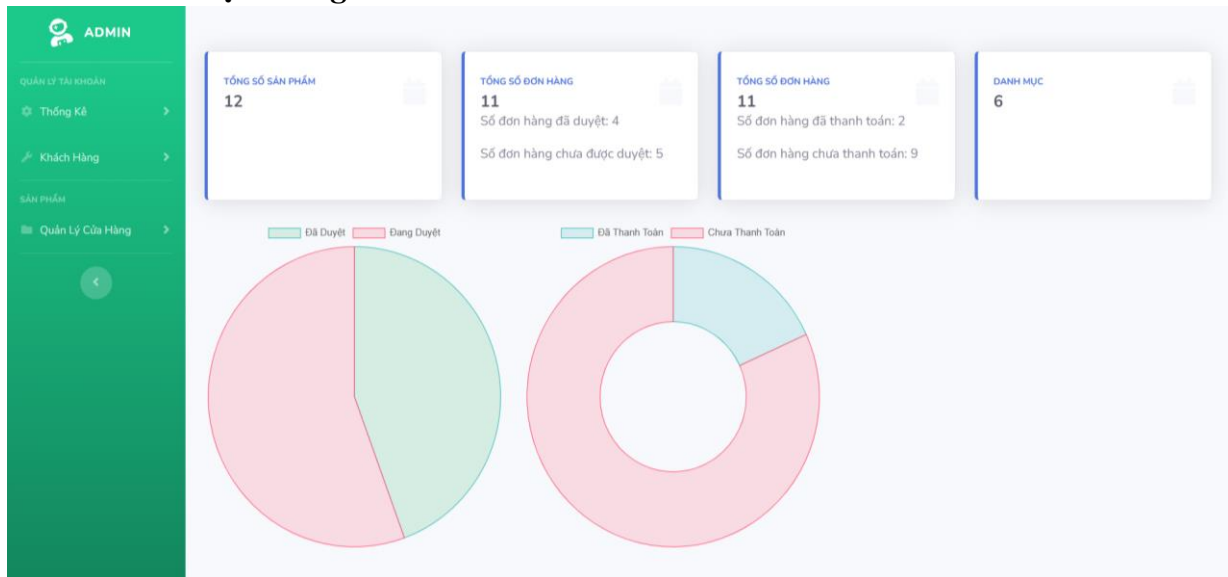 ADMIN
QUẢN LÝ TÀI KHOẢN
Thống Kê
Khách Hàng
SẢN PHẨM
Quản Lý Cửa Hàng
TỔNG SỐ SẢN PHẨM
12
TỔNG SỐ ĐƠN HÀNG
11
Số đơn hàng đã duyệt: 4
Số đơn hàng chưa được duyệt: 5
TỔNG SỐ ĐƠN HÀNG
11
Số đơn hàng đã thanh toán: 2
Số đơn hàng chưa thanh toán: 9
DANH MỤC
6
Đã Duyệt Đang Duyệt
Đã Thanh Toán Chưa Thanh Toán